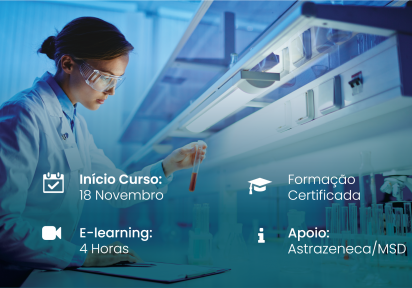 Início Curso:
18 Novembro
Formação
Certificada
E-learning:
4 Horas
Apoio:
Astrazeneca/MSD